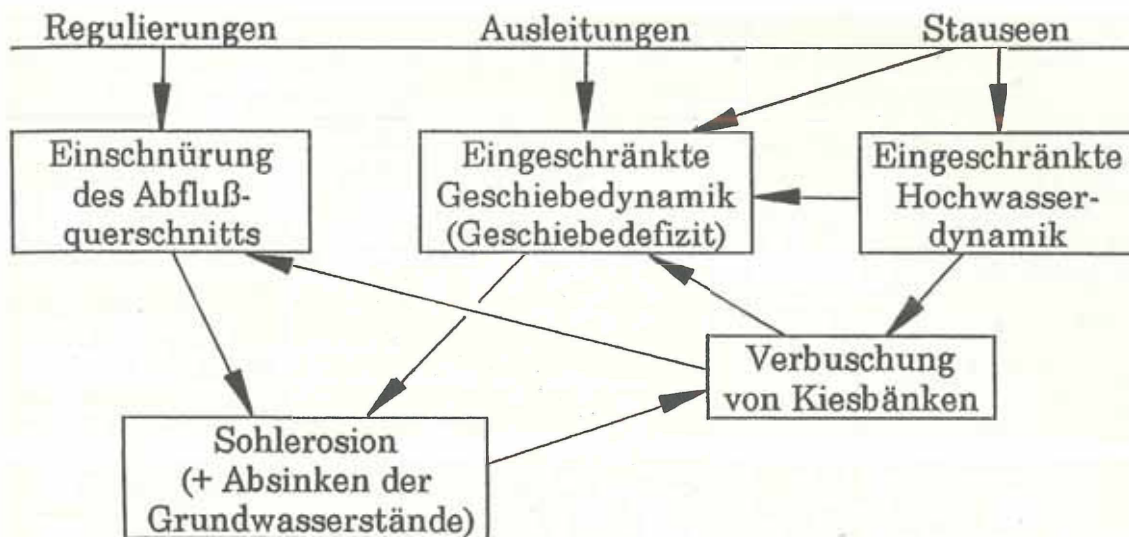 Regulierungen Ausleitungen Stauseen
Einschnürung
des Abfluß-
querschnitts
Eingeschränkte
Geschiebedynamik
(Geschiebedefizit)
Eingeschränkte
Hochwasser-
dynamik
Verbuschung
von Kiesbänken
Sohlerosion
(+ Absinken der
Grundwasserstände)